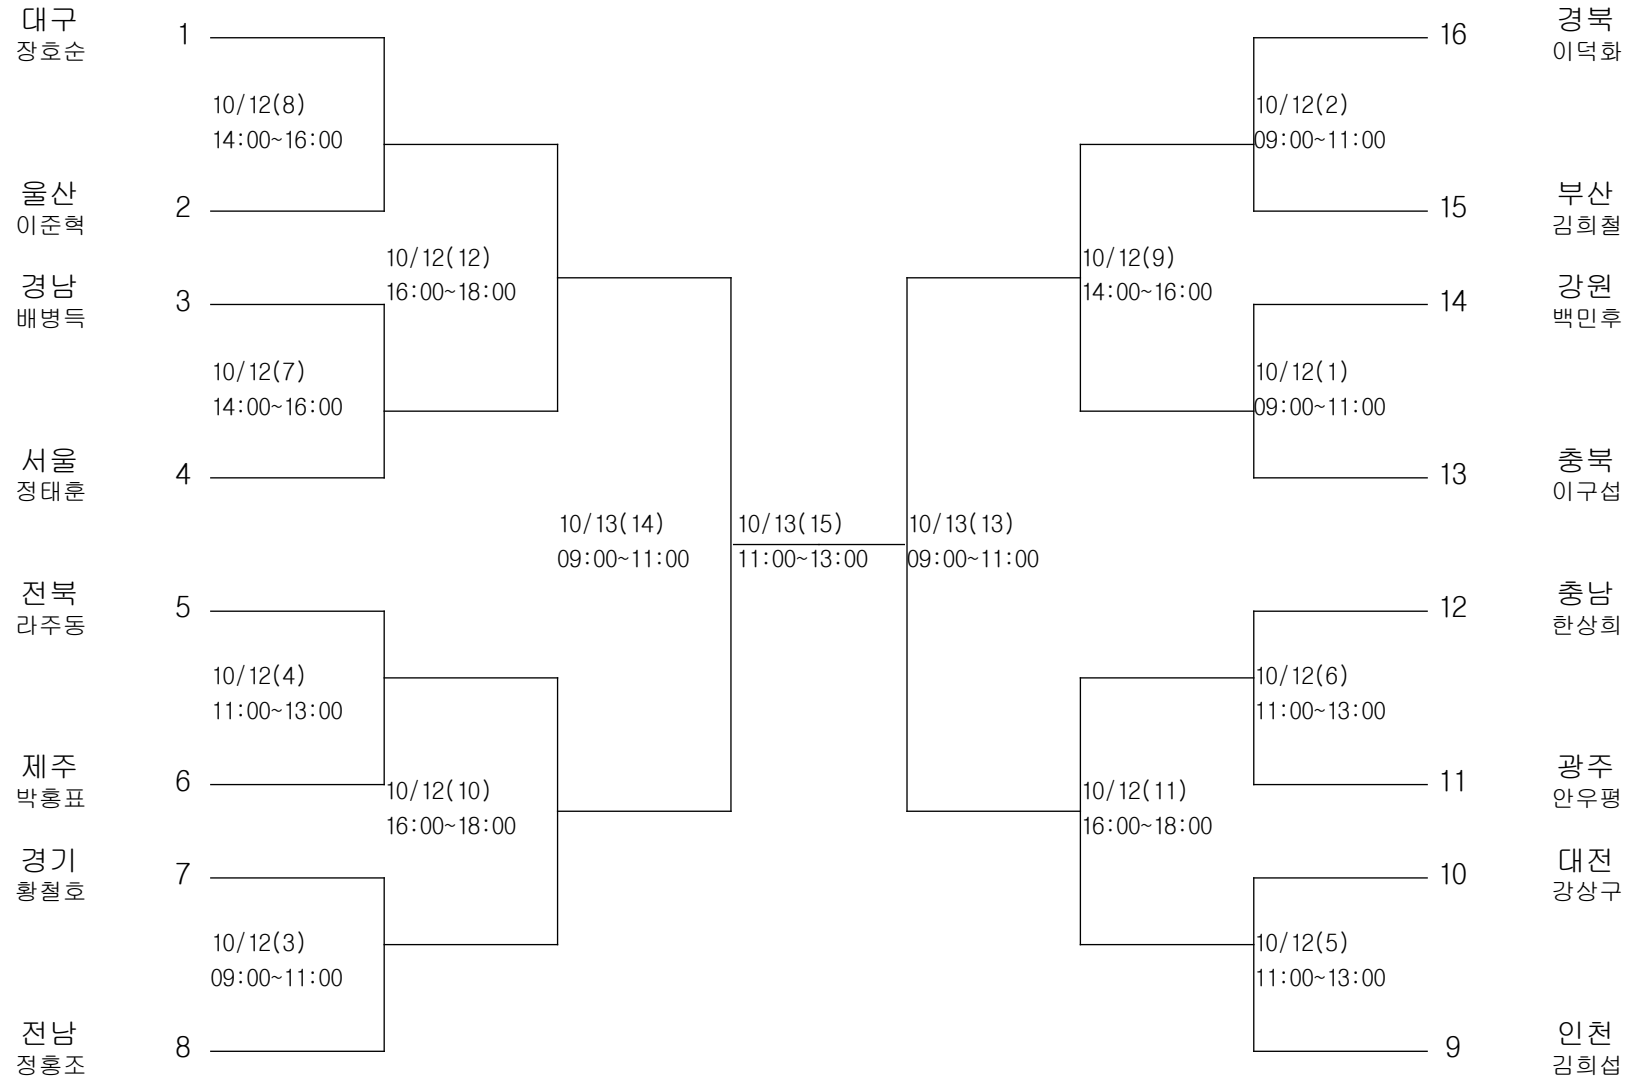 대구
장호순
1
10/12(8)
14:00~16:00
울산
이준혁
2
10/12(12)
16:00~18:00
경남
배병득
3
10/12(7)
14:00~16:00
서울
정태훈
4
10/13(14)
09:00~11:00
전북
라주동
5
10/12(4)
11:00~13:00
제주
박홍표
6
10/12(10)
16:00~18:00
경기
황철호
7
10/12(3)
09:00~11:00
전남
정홍조
8
10/13(15)
11:00~13:00
16
경북
이덕화
10/12(2)
09:00~11:00
15
부산
김희철
10/12(9)
14:00~16:00
14
강원
백민후
10/12(1)
09:00~11:00
13
충북
이구섭
10/13(13)
09:00~11:00
12
충남
한상희
10/12(6)
11:00~13:00
11
광주
안우평
10/12(11)
16:00~18:00
10
대전
강상구
10/12(5)
11:00~13:00
9
인천
김희섭